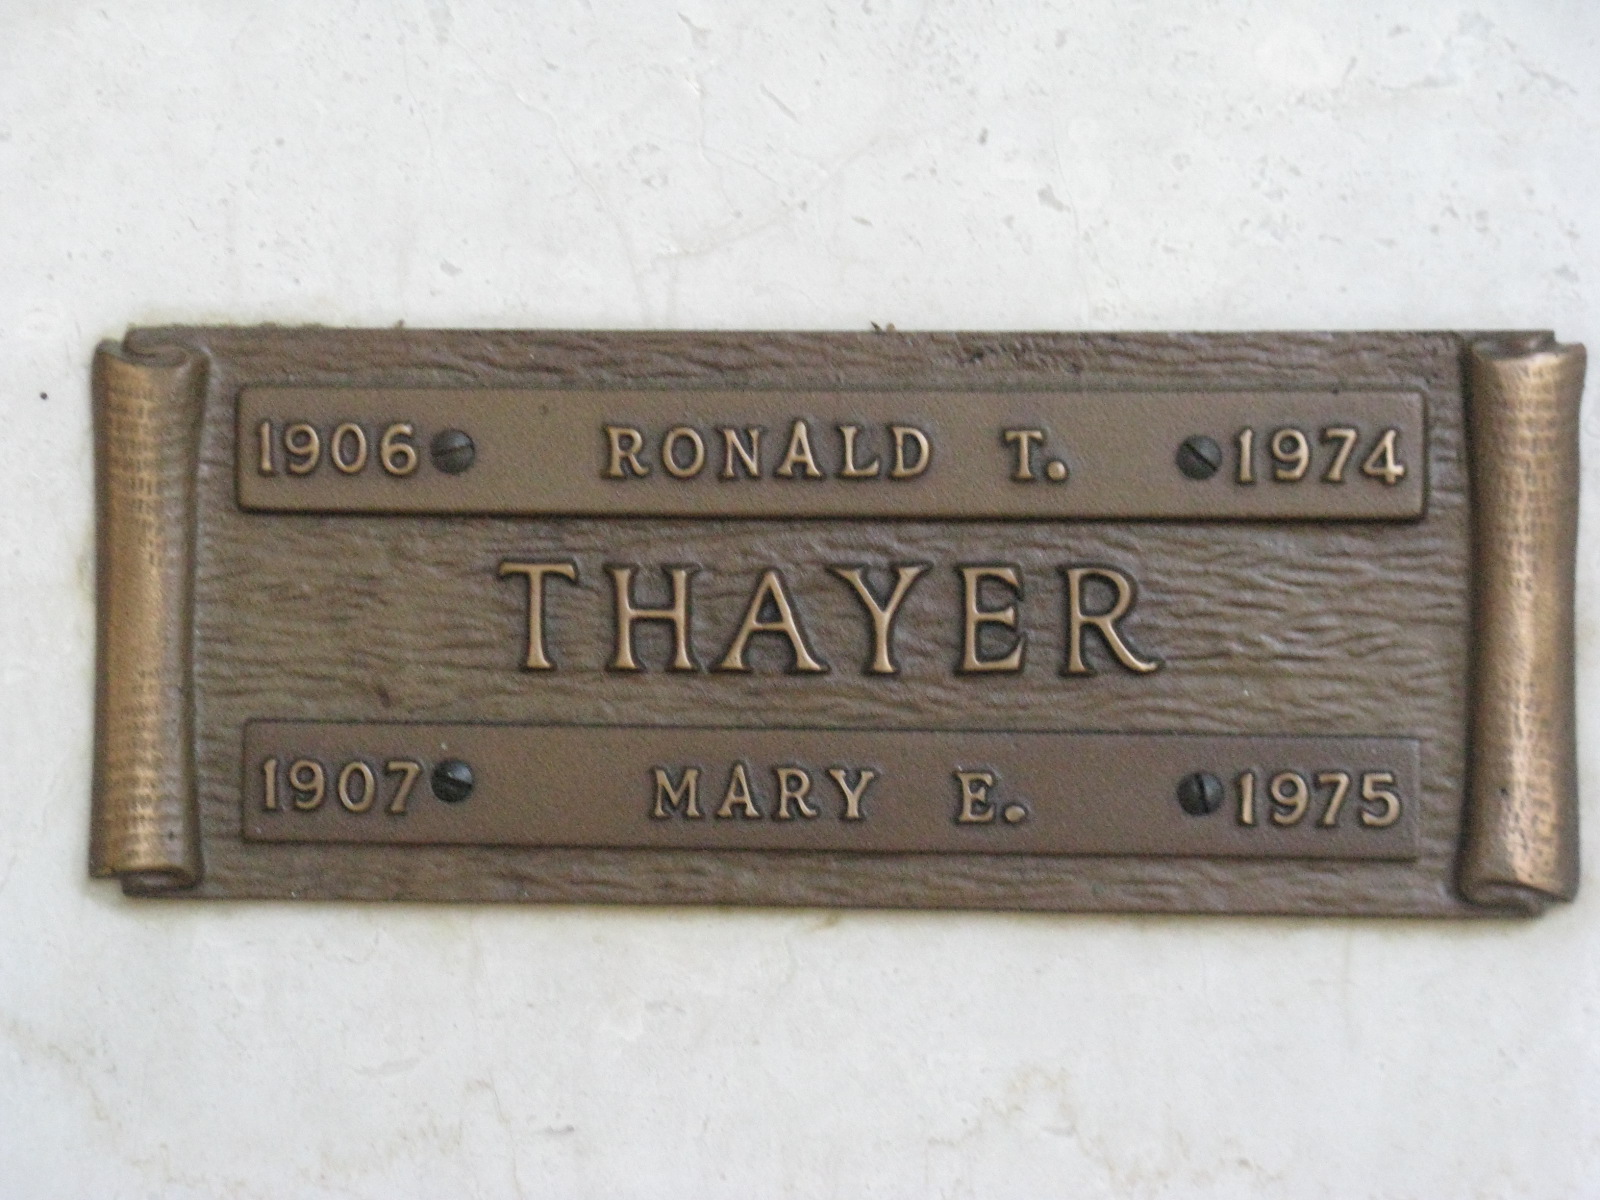 1906 RONALD T. 1974
THAYER
1907 MARY E. 1975